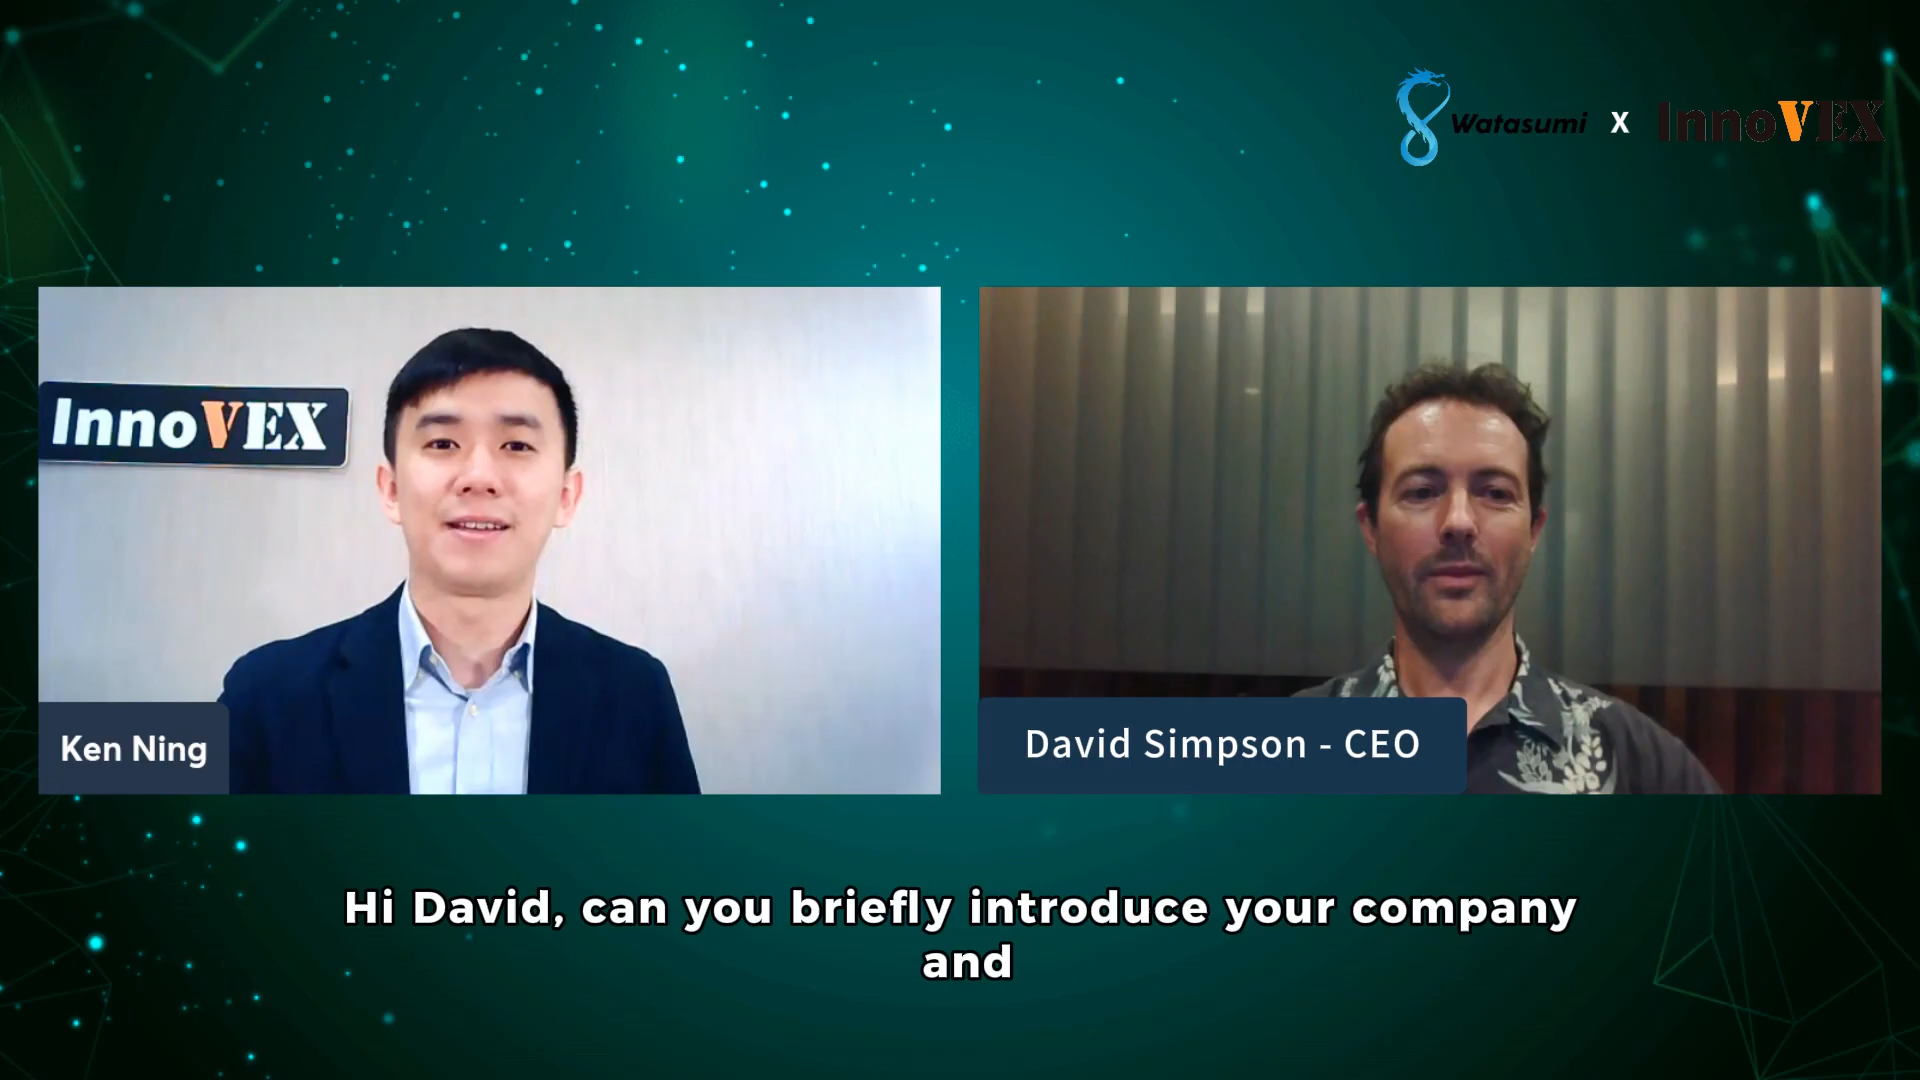 Watasumi X InnoVEX
InnoVEX
Ken Ning
David Simpson - CEO
Hi David, can you briefly introduce your company
and